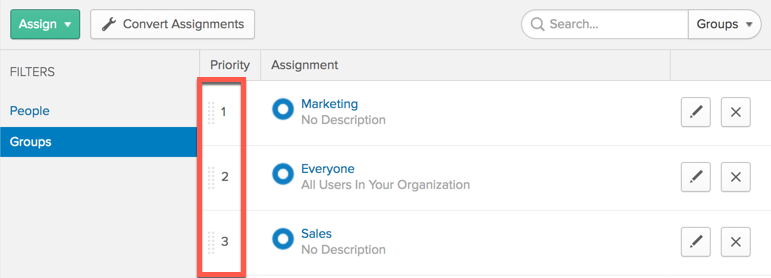 Assign
Convert Assignments
Search...
Groups
FILTERS
Priority
Assignment
People
Groups
1
Marketing
No Description
2
Everyone
All Users In Your Organization
3
Sales
No Description